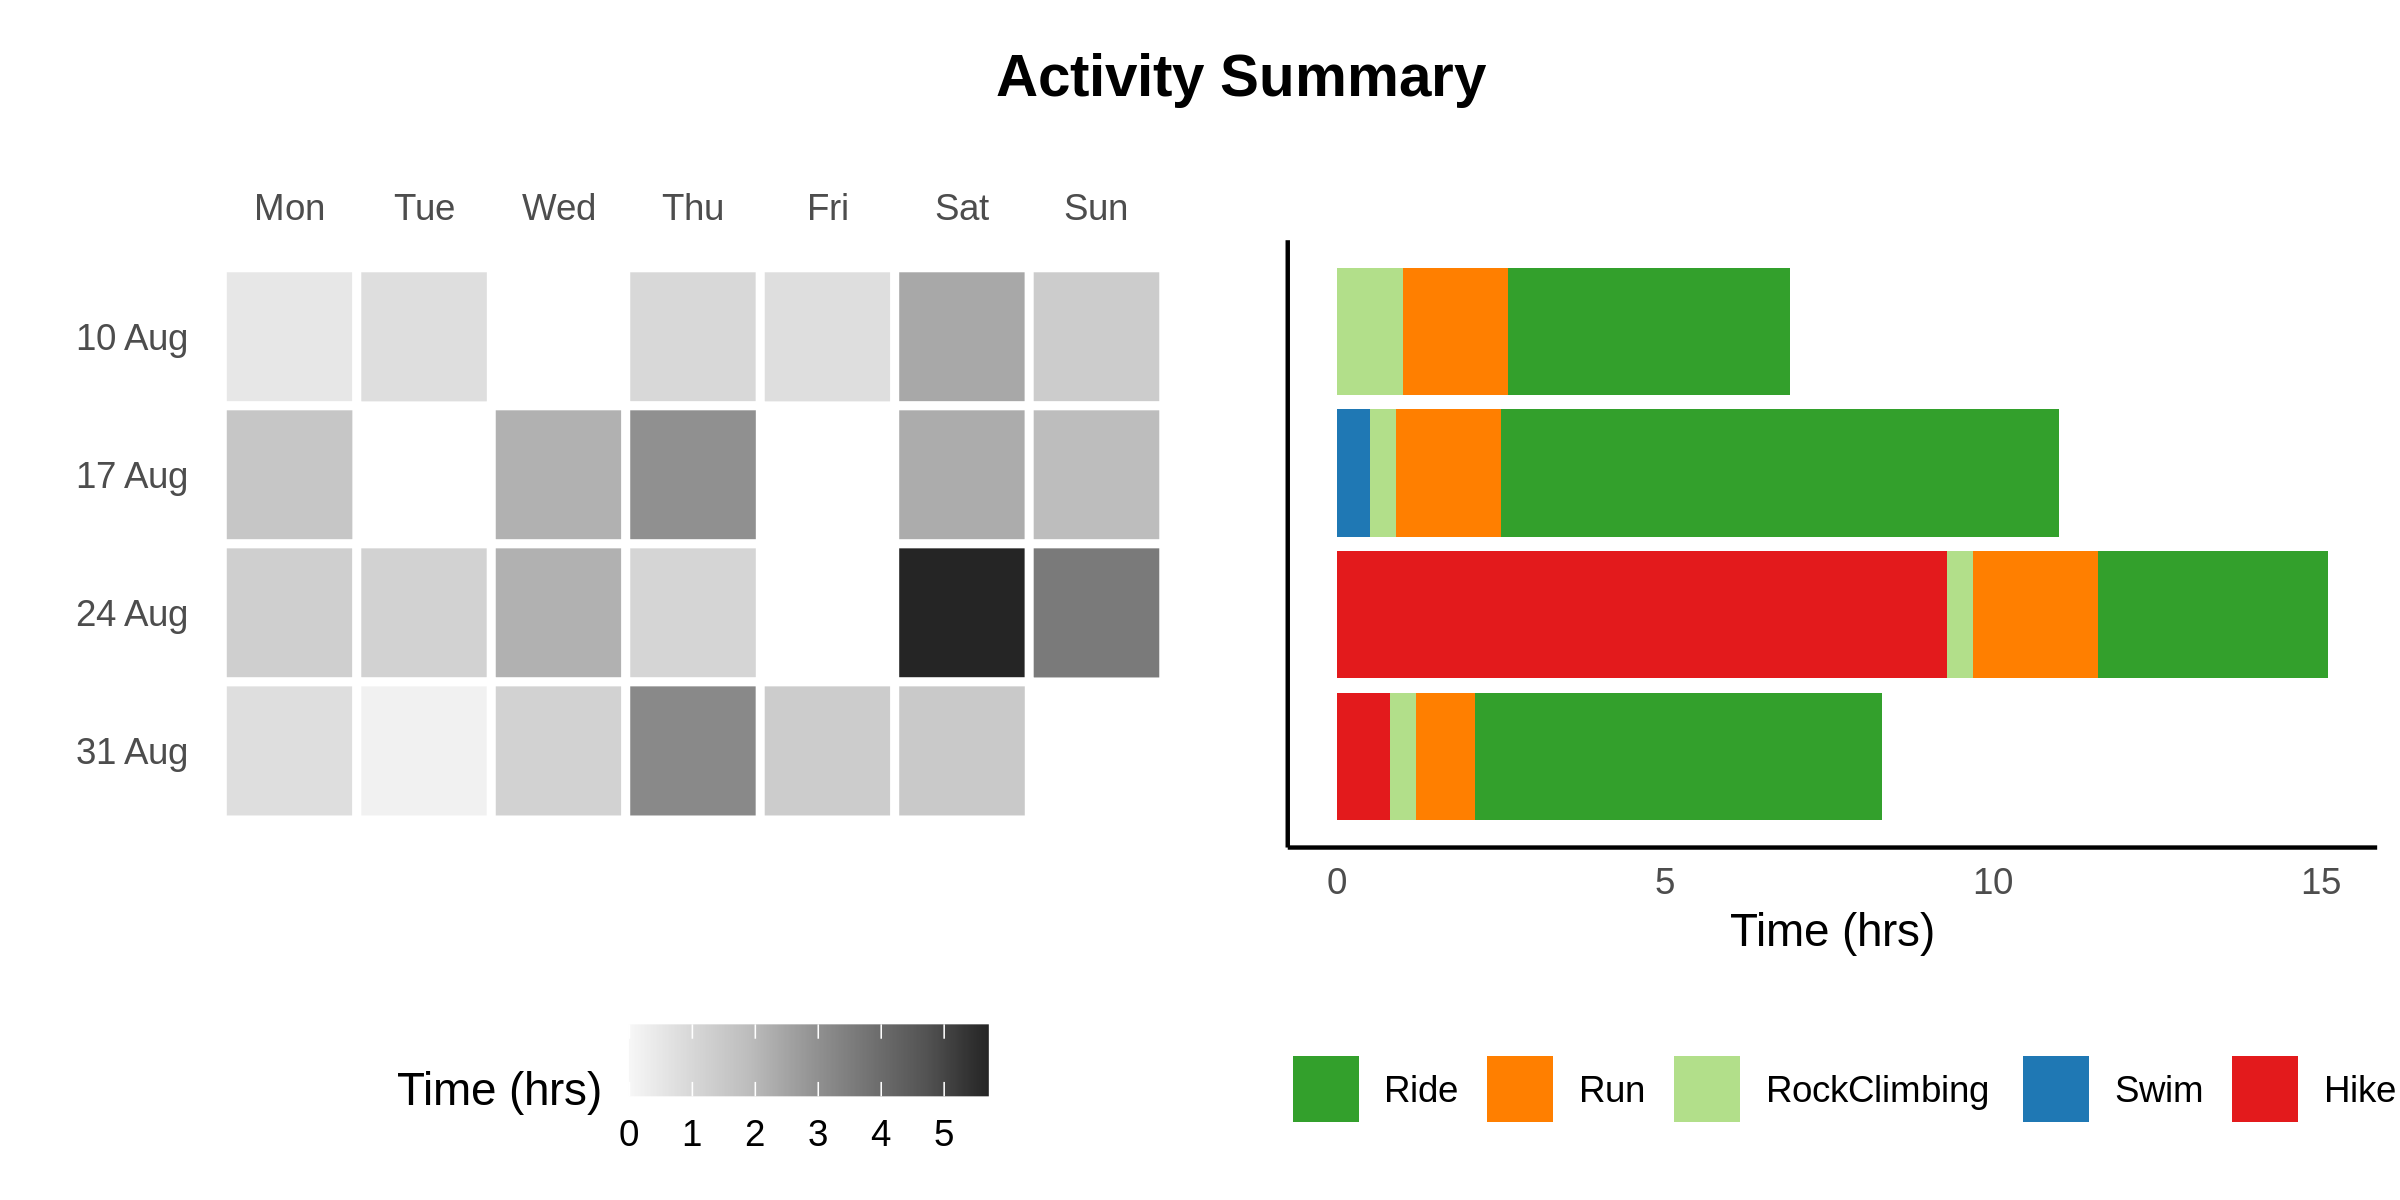 Activity Summary
Mon Tue Wed Thu Fri Sat Sun
10 Aug
17 Aug
24 Aug
31 Aug
0 5 10 15
Time (hrs)
Time (hrs)
0 1 2 3 4 5
Ride Run RockClimbing Swim Hike